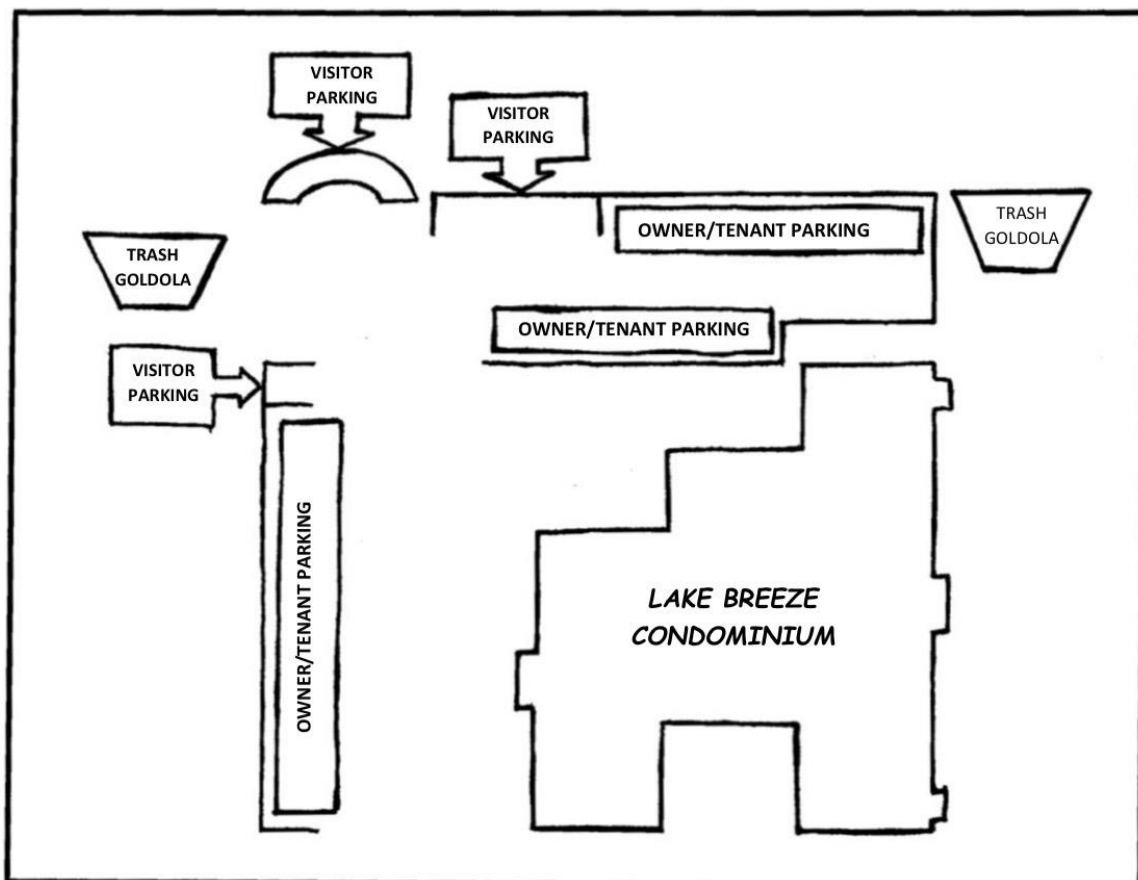 VISITOR
PARKING
VISITOR
PARKING
OWNER/TENANT PARKING
TRASH
GOLDOLA
TRASH
GOLDOLA
OWNER/TENANT PARKING
VISITOR
PARKING
OWNER/TENANT PARKING
LAKE BREEZE
CONDOMINIUM